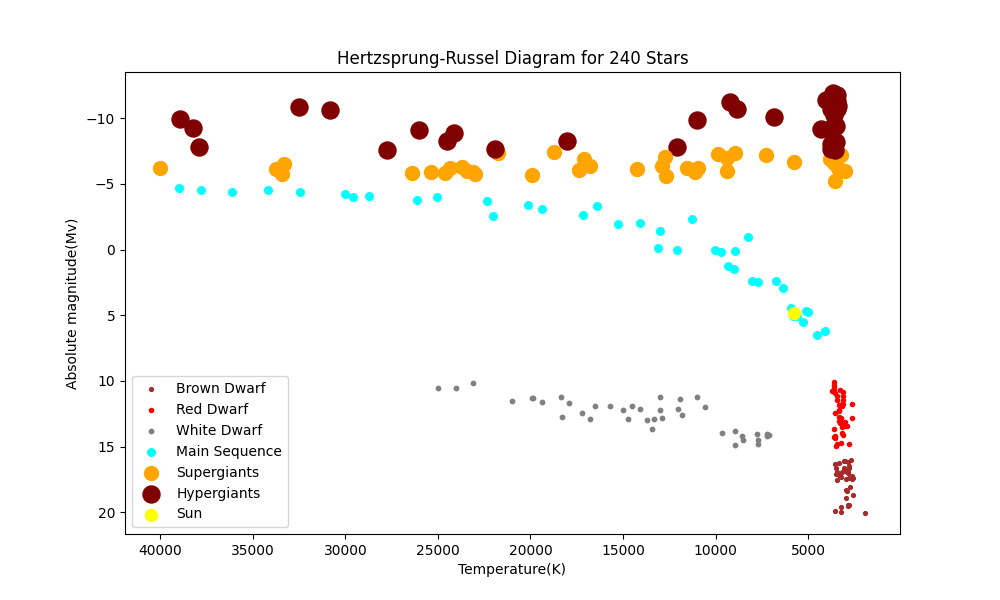 Hertzsprung-Russel Diagram for 240 Stars
Absolute magnitude(Mv)
−10
−5
0
5
10
15
20
Brown Dwarf
Red Dwarf
White Dwarf
Main Sequence
Supergiants
Hypergiants
Sun
40000 35000 30000 25000 20000 15000 10000 5000
Temperature(K)